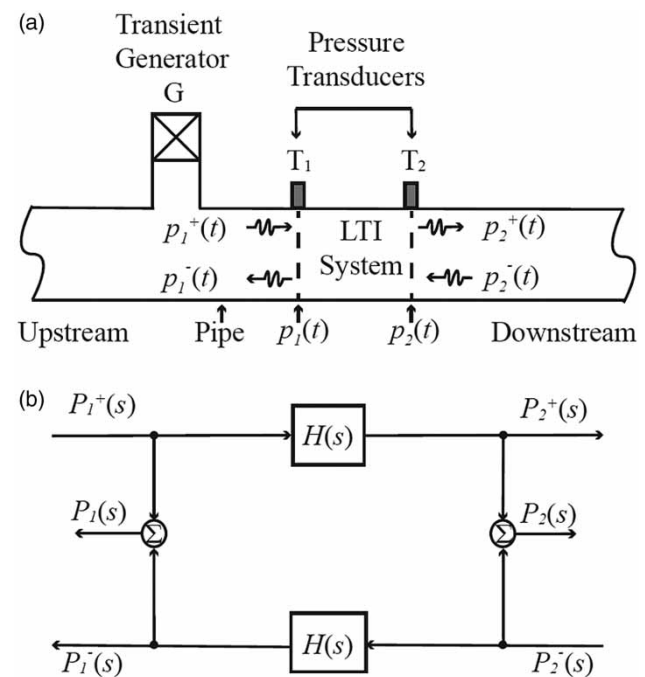 (a)
Transient
Generator
G
Pressure
Transducers
T₁ T₂
p₁⁺(t) LTI p₂⁺(t)
p₁⁻(t) System p₂⁻(t)
Upstream Pipe p₁(t) p₂(t) Downstream
(b)
P₁⁺(s) H(s) P₂⁺(s)
P₁(s) Σ Σ P₂(s)
P₁⁻(s) H(s) P₂⁻(s)